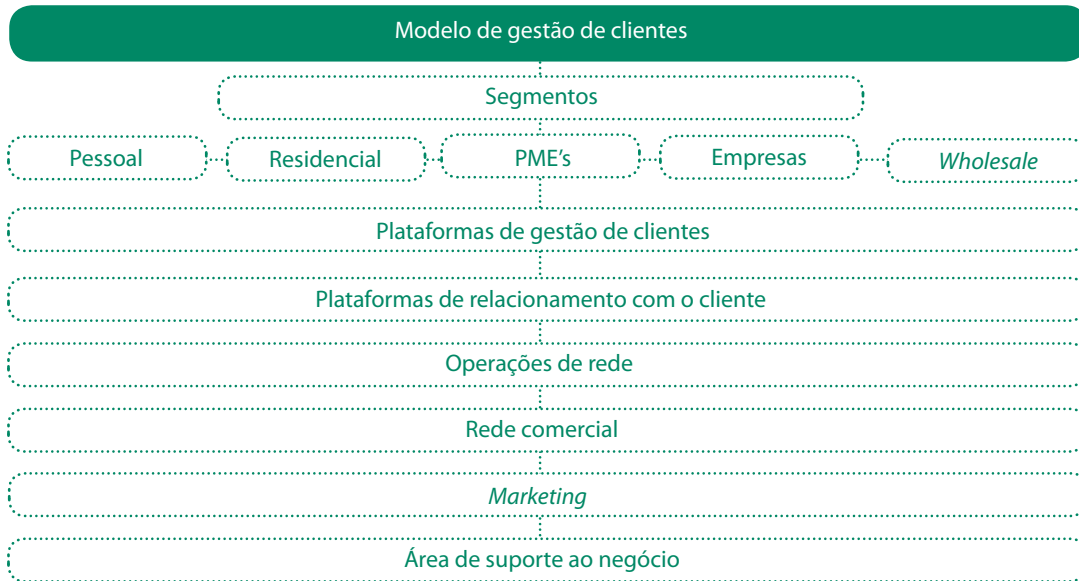 Modelo de gestão de clientes
Segmentos
Pessoal
Residencial
PME's
Empresas
Wholesale
Plataformas de gestão de clientes
Plataformas de relacionamento com o cliente
Operações de rede
Rede comercial
Marketing
Área de suporte ao negócio